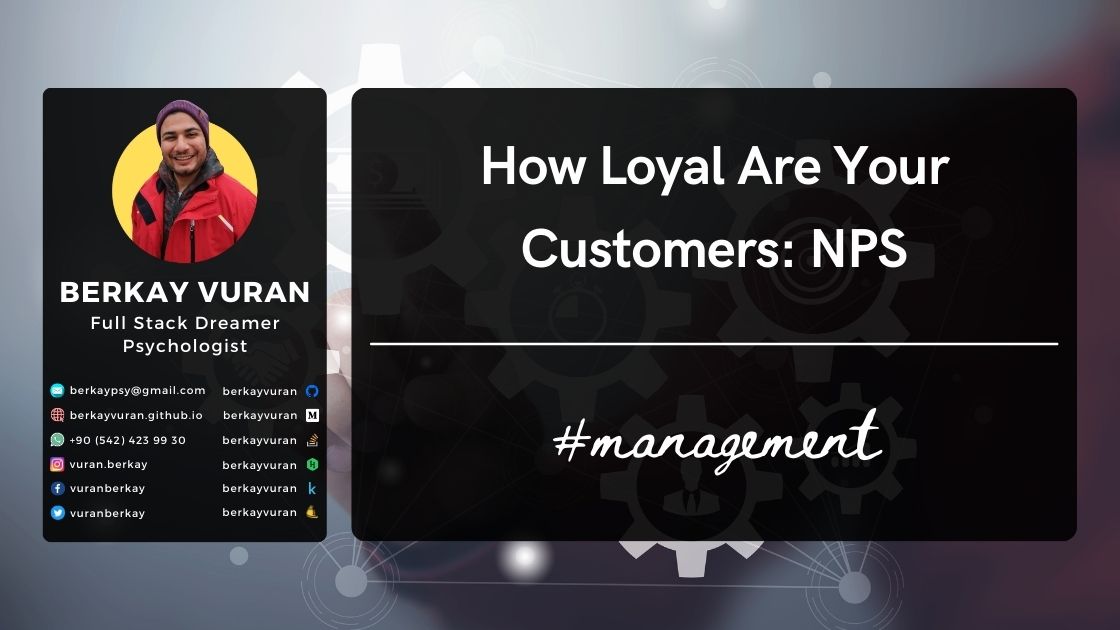 BERKAY VURAN
Full Stack Dreamer
Psychologist
berkaypsy@gmail.com
berkayvuran
berkayvuran.github.io
berkayvuran
+90 (542) 423 99 30
berkayvuran
vuran.berkay
berkayvuran
vuranberkay
berkayvuran
vuranberkay
berkayvuran
How Loyal Are Your
Customers: NPS
#management